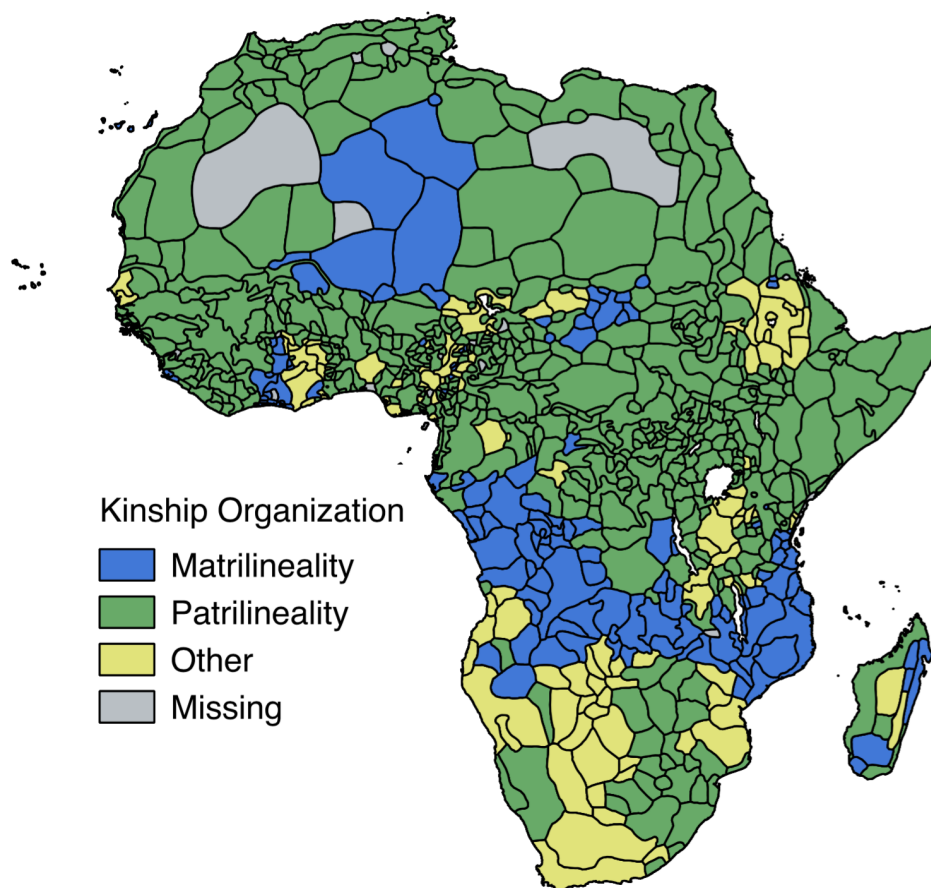 Kinship Organization
Matrilineality
Patrilineality
Other
Missing